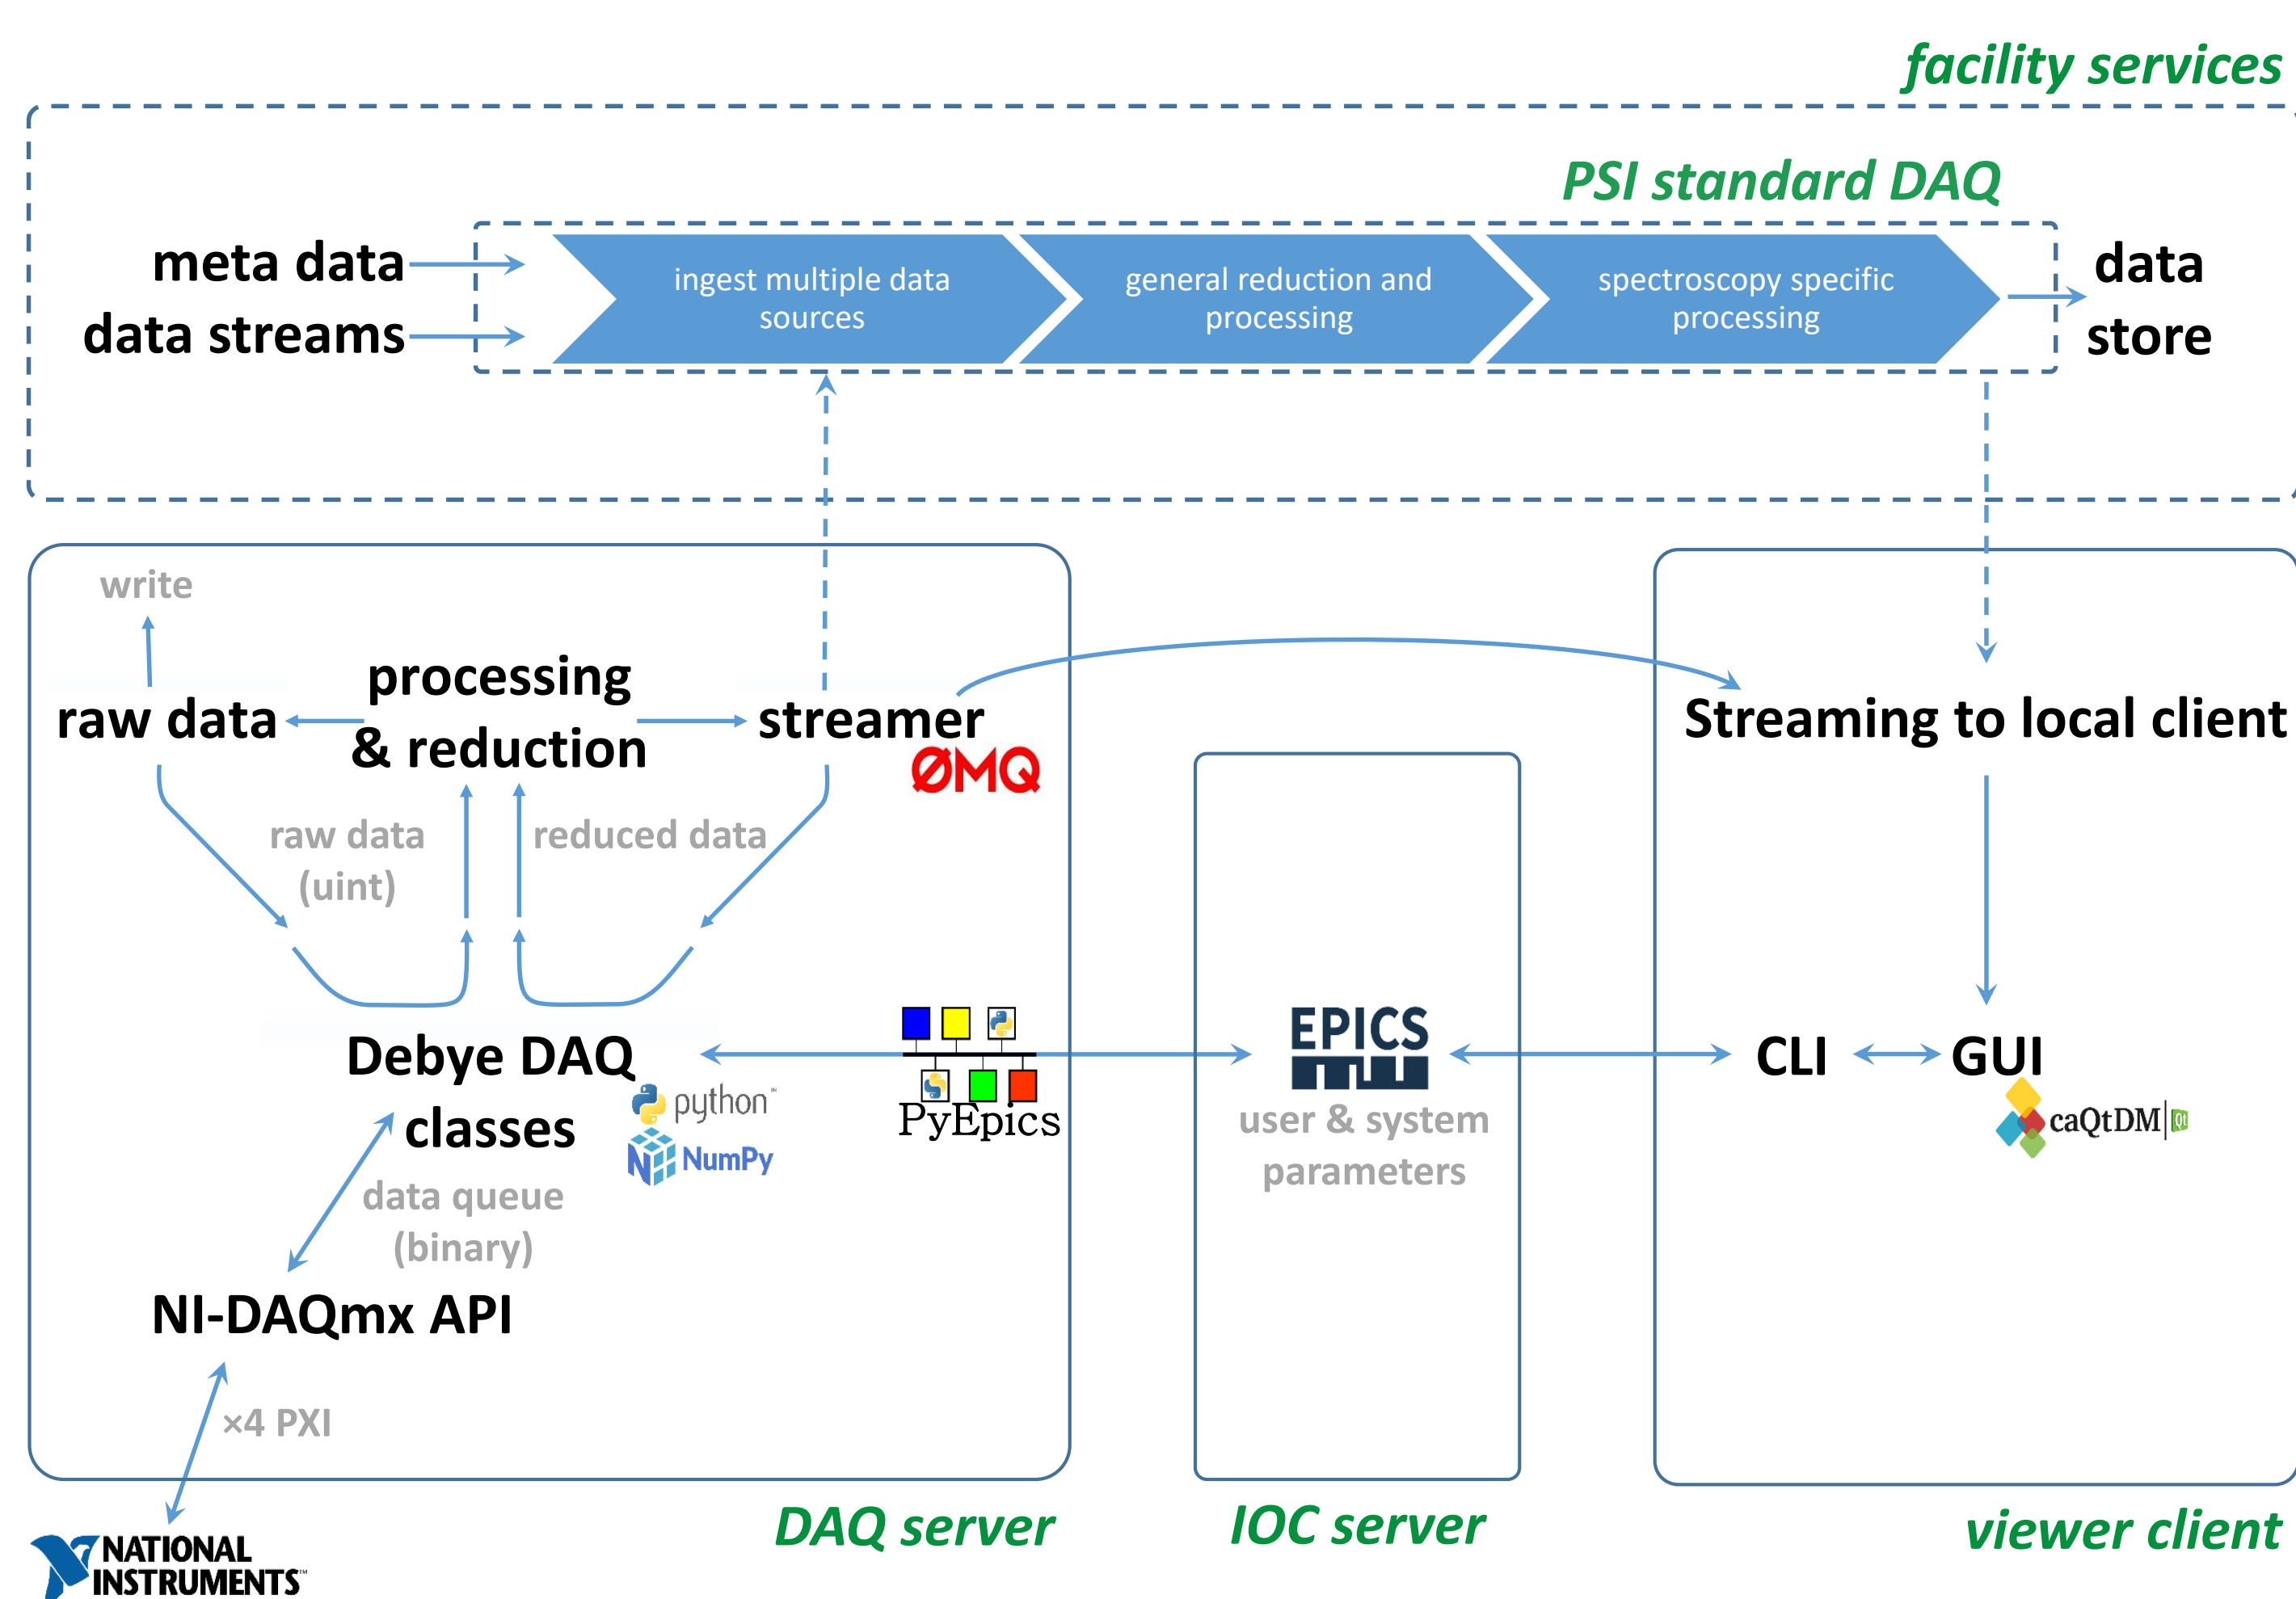 facility services
PSI standard DAQ
meta data
data streams
ingest multiple data
sources
general reduction and
processing
spectroscopy specific
processing
data
store
write
raw data
processing
& reduction
streamer
ØMQ
raw data
(uint)
reduced data
Streaming to local client
Debye DAQ
classes
python™
NumPy
PyEpics
EPICS
user & system
parameters
CLI
GUI
caQtDM
Qt
data queue
(binary)
NI-DAQmx API
×4 PXI
DAQ server
IOC server
viewer client
NATIONAL
INSTRUMENTS™